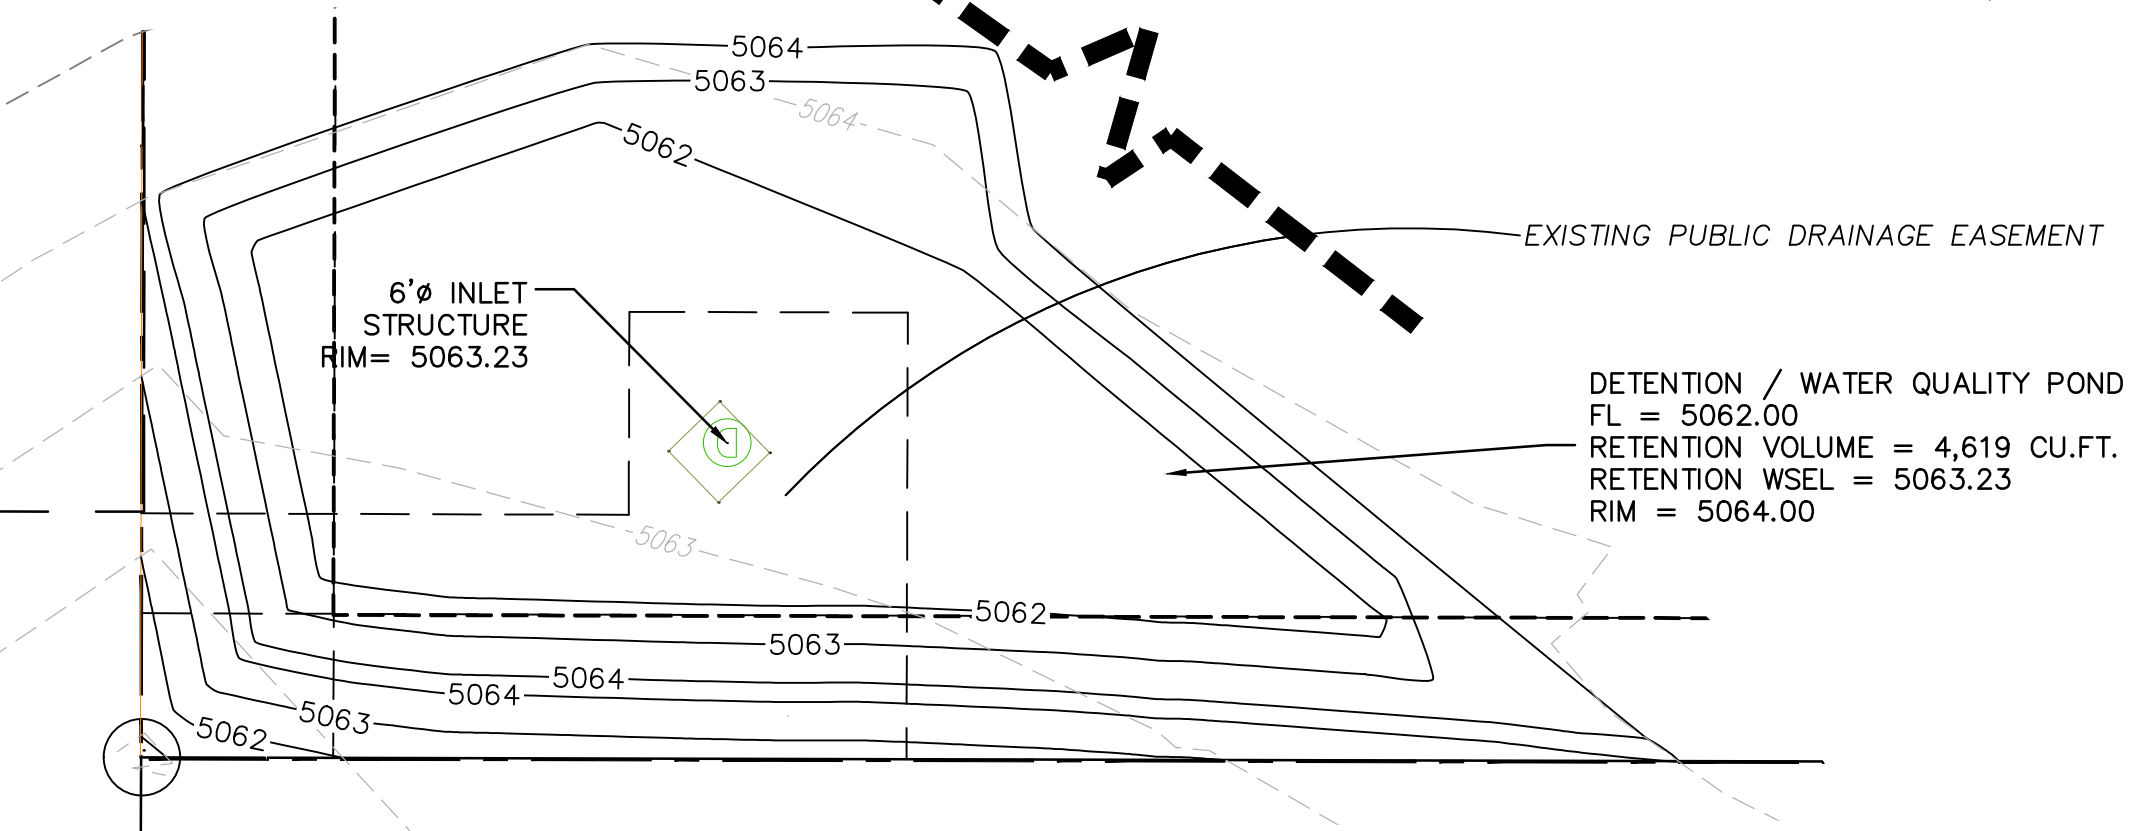 5064
5063
5064
5062
EXISTING PUBLIC DRAINAGE EASEMENT
6'ø INLET
STRUCTURE
RIM= 5063.23
D
DETENTION / WATER QUALITY POND
FL = 5062.00
RETENTION VOLUME = 4,619 CU.FT.
RETENTION WSEL = 5063.23
RIM = 5064.00
5063
5062
5063
5064
5064
5063
5062